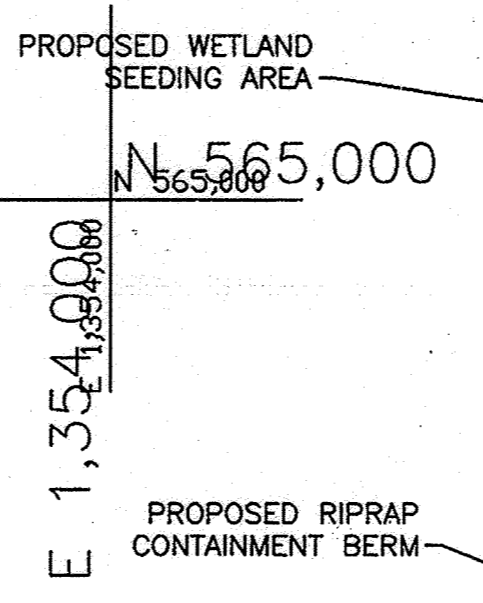 PROPOSED WETLAND
SEEDING AREA
N 565,000
N 565,000
E 1,354,000
E 1,354,000
PROPOSED RIPRAP
CONTAINMENT BERM